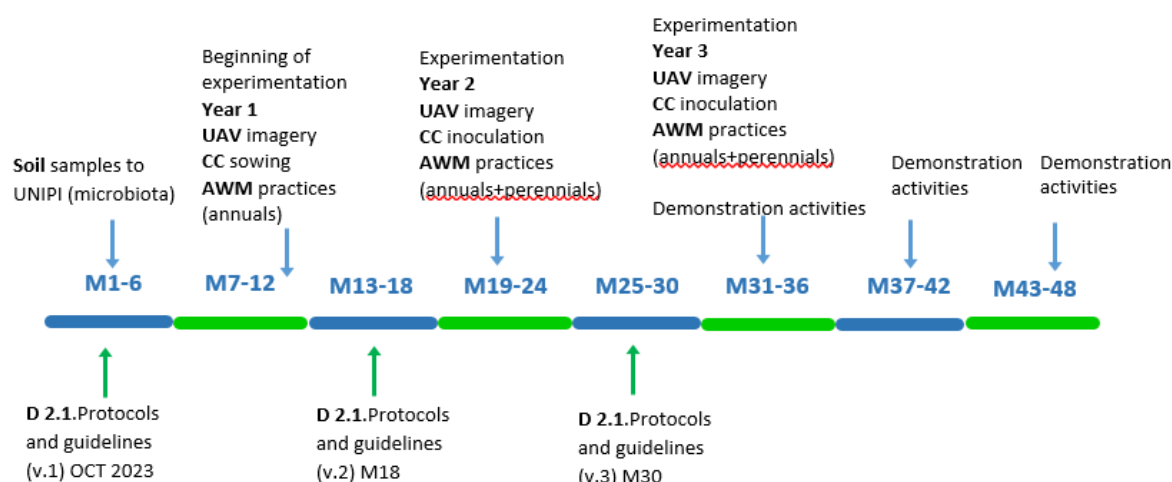 Soil samples to
UNIPI (microbiota)
Beginning of
experimentation
Year 1
UAV imagery
CC sowing
AWM practices
(annuals)
Experimentation
Year 2
UAV imagery
CC inoculation
AWM practices
(annuals+perennials)
Experimentation
Year 3
UAV imagery
CC inoculation
AWM practices
(annuals+perennials)
Demonstration activities
Demonstration
activities
Demonstration
activities
M1-6
M7-12
M13-18
M19-24
M25-30
M31-36
M37-42
M43-48
D 2.1.Protocols
and guidelines
(v.1) OCT 2023
D 2.1.Protocols
and guidelines
(v.2) M18
D 2.1.Protocols
and guidelines
(v.3) M30